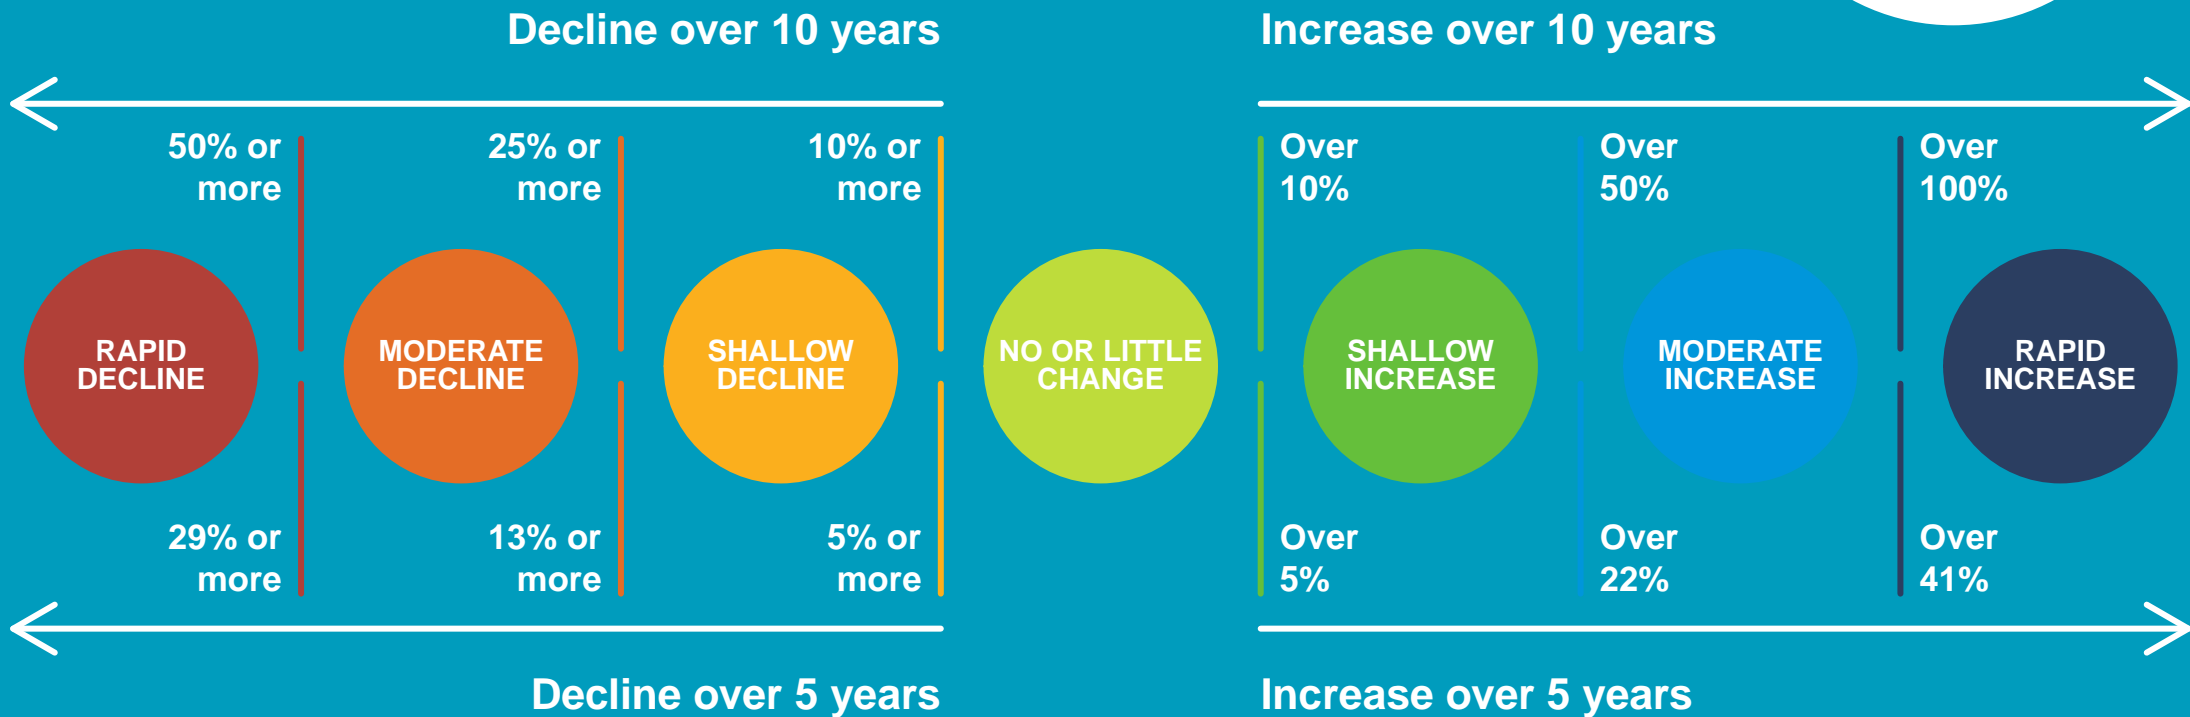 Decline over 10 years
Increase over 10 years
50% or
more
25% or
more
10% or
more
Over
10%
Over
50%
Over
100%
RAPID
DECLINE
MODERATE
DECLINE
SHALLOW
DECLINE
NO OR LITTLE
CHANGE
SHALLOW
INCREASE
MODERATE
INCREASE
RAPID
INCREASE
29% or
more
13% or
more
5% or
more
Over
5%
Over
22%
Over
41%
Decline over 5 years
Increase over 5 years